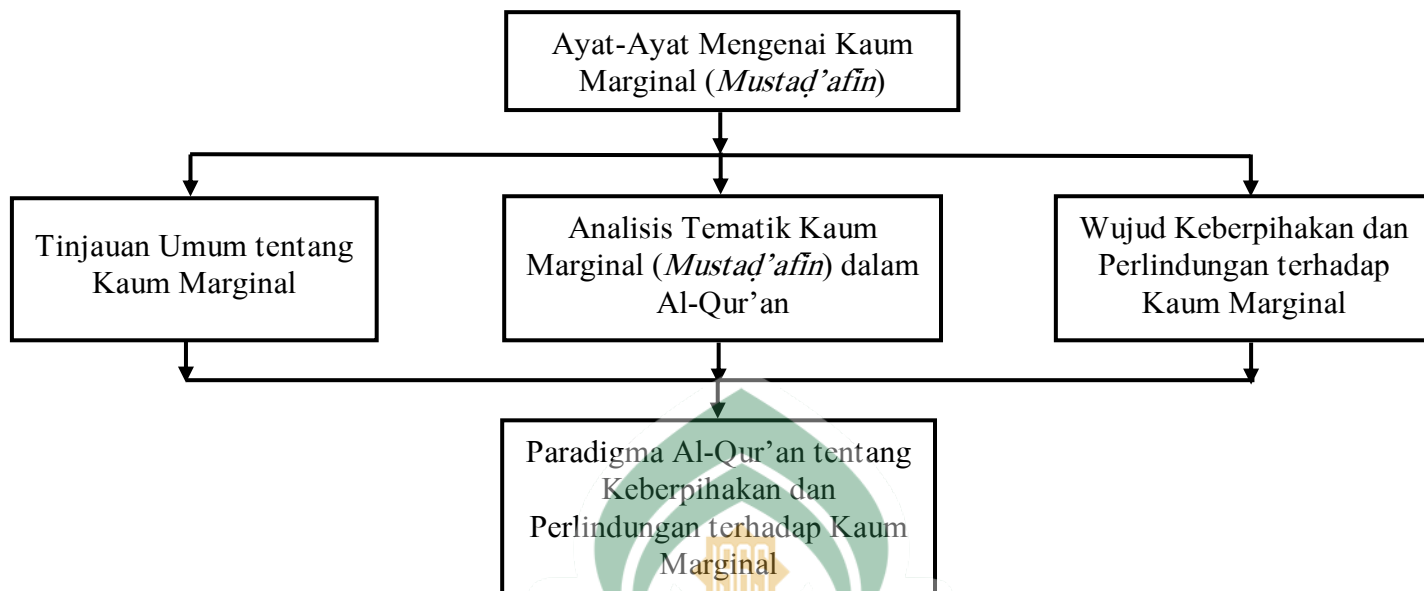 Ayat-Ayat Mengenai Kaum
Marginal (Mustaḍ’afīn)
Tinjauan Umum tentang
Kaum Marginal
Analisis Tematik Kaum
Marginal (Mustaḍ’afīn) dalam
Al-Qur’an
Wujud Keberpihakan dan
Perlindungan terhadap
Kaum Marginal
Paradigma Al-Qur’an tentang
Keberpihakan dan
Perlindungan terhadap Kaum
Marginal